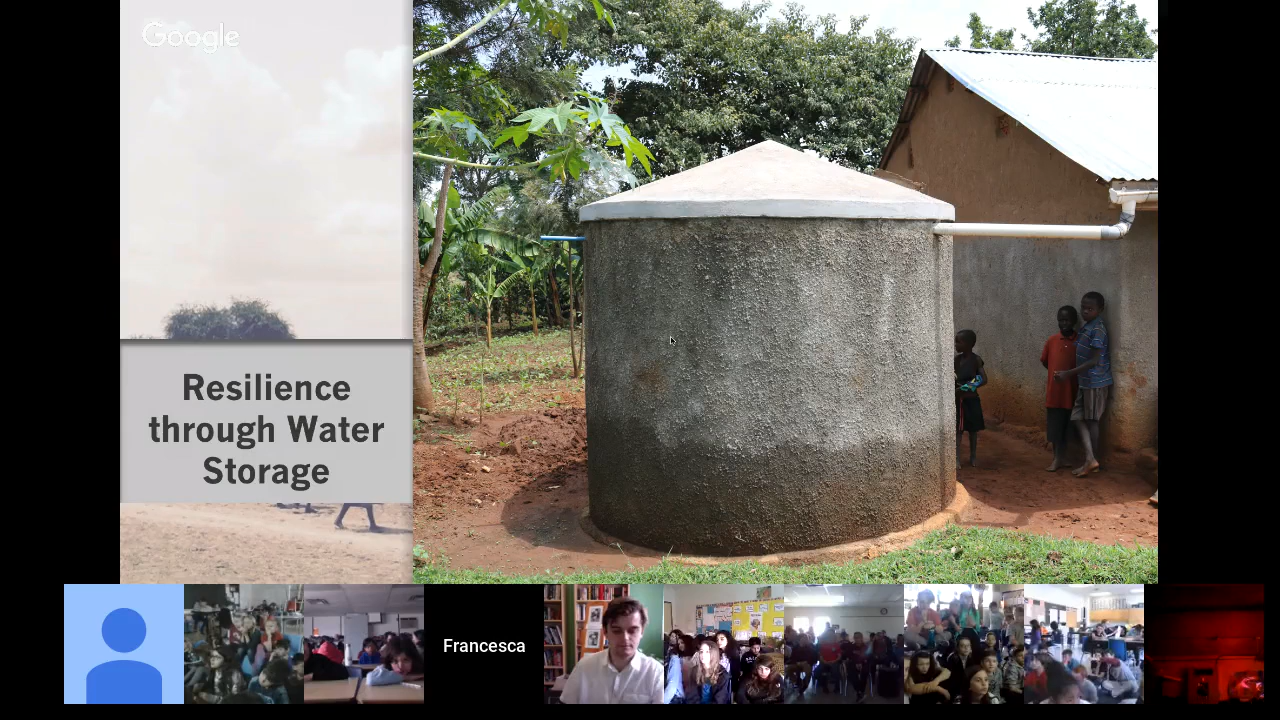 Google
Resilience
through Water
Storage
Francesca